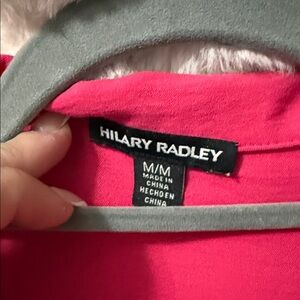 HILARY RADLEY
M/M
MADE IN
CHINA
HECHO EN
CHINA